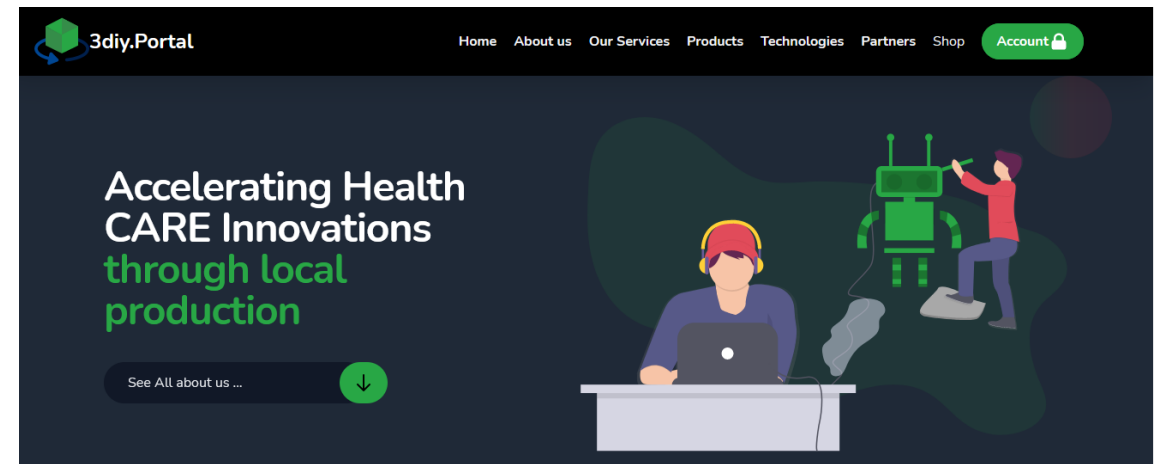 3diy.Portal
Home About us Our Services Products Technologies Partners Shop Account
Accelerating Health
CARE Innovations
through local
production
See All about us ...